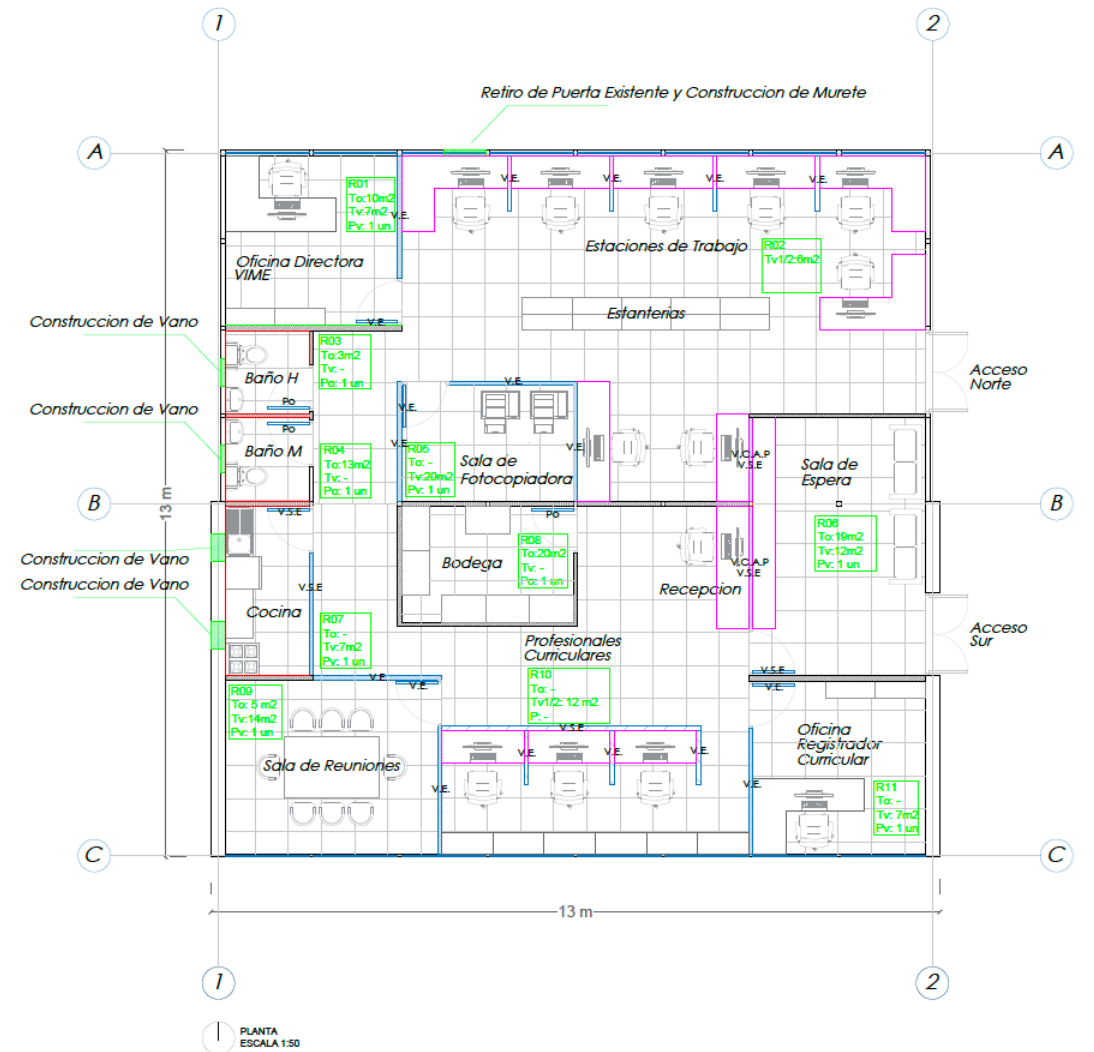 1
2
Retiro de Puerta Existente y Construccion de Murete
A
A
R01
To:10m2
Tv:7m2
Pv: 1 un
V.E.
V.E.
V.E.
V.E.
V.E.
Estaciones de Trabajo
R02
Tv1/2:6m2
Oficina Directora
VIME
V.E.
Estanterias
Construccion de Vano
R03
To:3m2
Tv: -
Po: 1 un
Baño H
Po
Acceso
Norte
Construccion de Vano
V.E.
V.E.
Po
Baño M
R04
To:13m2
Tv: -
Po: 1 un
V.E.
R05
To: -
Tv:20m2
Pv: 1 un
Sala de
Fotocopiadora
V.E.
V.C.A.P
V.S.E
Sala de
Espera
B
B
13 m
V.S.E
Po
R08
To:20m2
Tv: -
Po: 1 un
Bodega
R06
To:19m2
Tv:12m2
Pv: 1 un
Construccion de Vano
Construccion de Vano
V.S.E
V.C.A.P
V.S.E
Recepcion
Cocina
R07
To: -
Tv:7m2
Pv: 1 un
Profesionales
Curriculares
Acceso
Sur
V.E.
V.E.
V.S.E
V.E.
R10
To: -
Tv1/2: 12 m2
P: -
R09
To: 5 m2
Tv:14m2
Pv: 1 un
V.S.E
Oficina
Registrador
Curricular
V.E.
V.E.
V.E.
Sala de Reuniones
V.E.
V.E.
R11
To: -
Tv: 7m2
Pv: 1 un
C
C
13 m
1
2
PLANTA
ESCALA 1:50